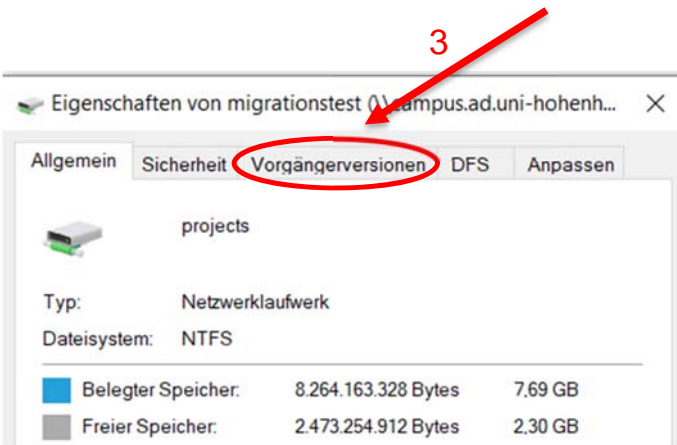 3
Eigenschaften von migrationstest (\\campus.ad.uni-hohenh...
Allgemein Sicherheit Vorgängerversionen DFS Anpassen
projects
Typ: Netzwerklaufwerk
Dateisystem: NTFS
Belegter Speicher: 8.264.163.328 Bytes 7,69 GB
Freier Speicher: 2.473.254.912 Bytes 2,30 GB